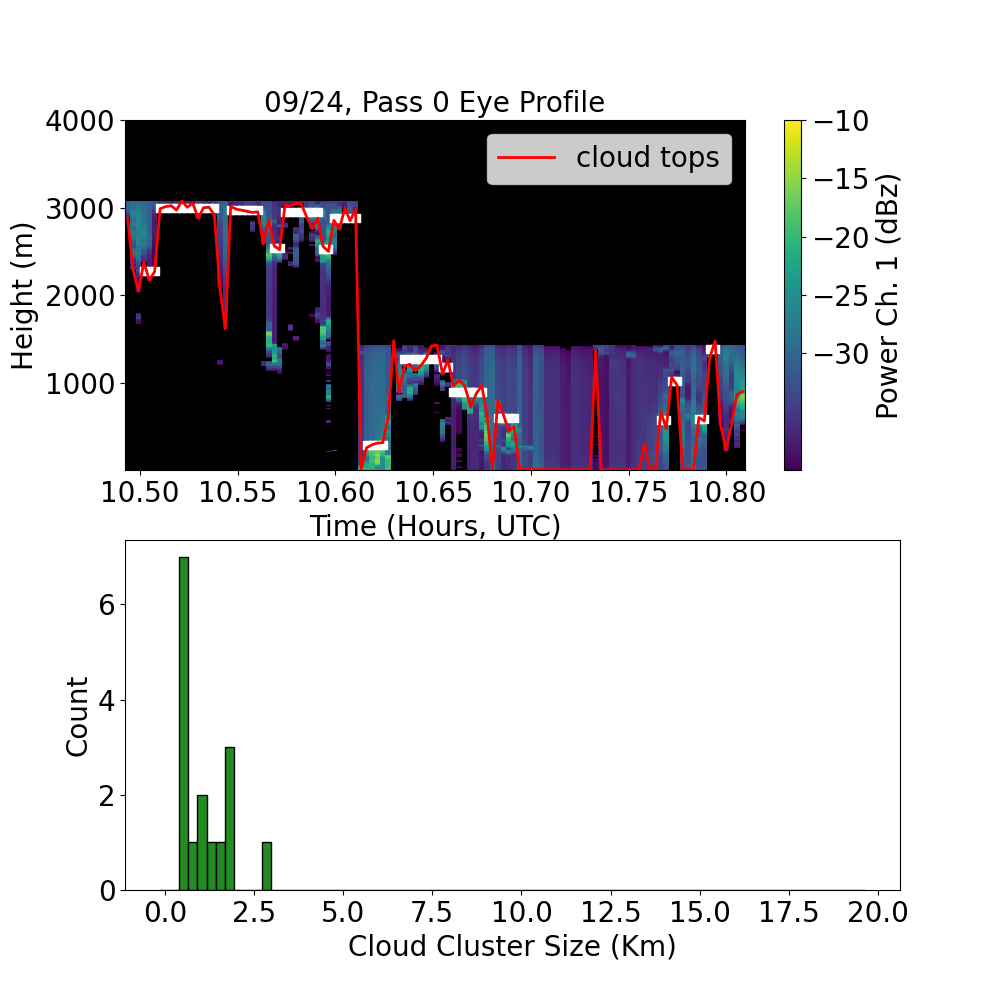 09/24, Pass 0 Eye Profile
cloud tops
4000
3000
2000
1000
Height (m)
10.50 10.55 10.60 10.65 10.70 10.75 10.80
Time (Hours, UTC)
−10
−15
−20
−25
−30
Power Ch. 1 (dBz)
6
4
2
0
Count
0.0 2.5 5.0 7.5 10.0 12.5 15.0 17.5 20.0
Cloud Cluster Size (Km)